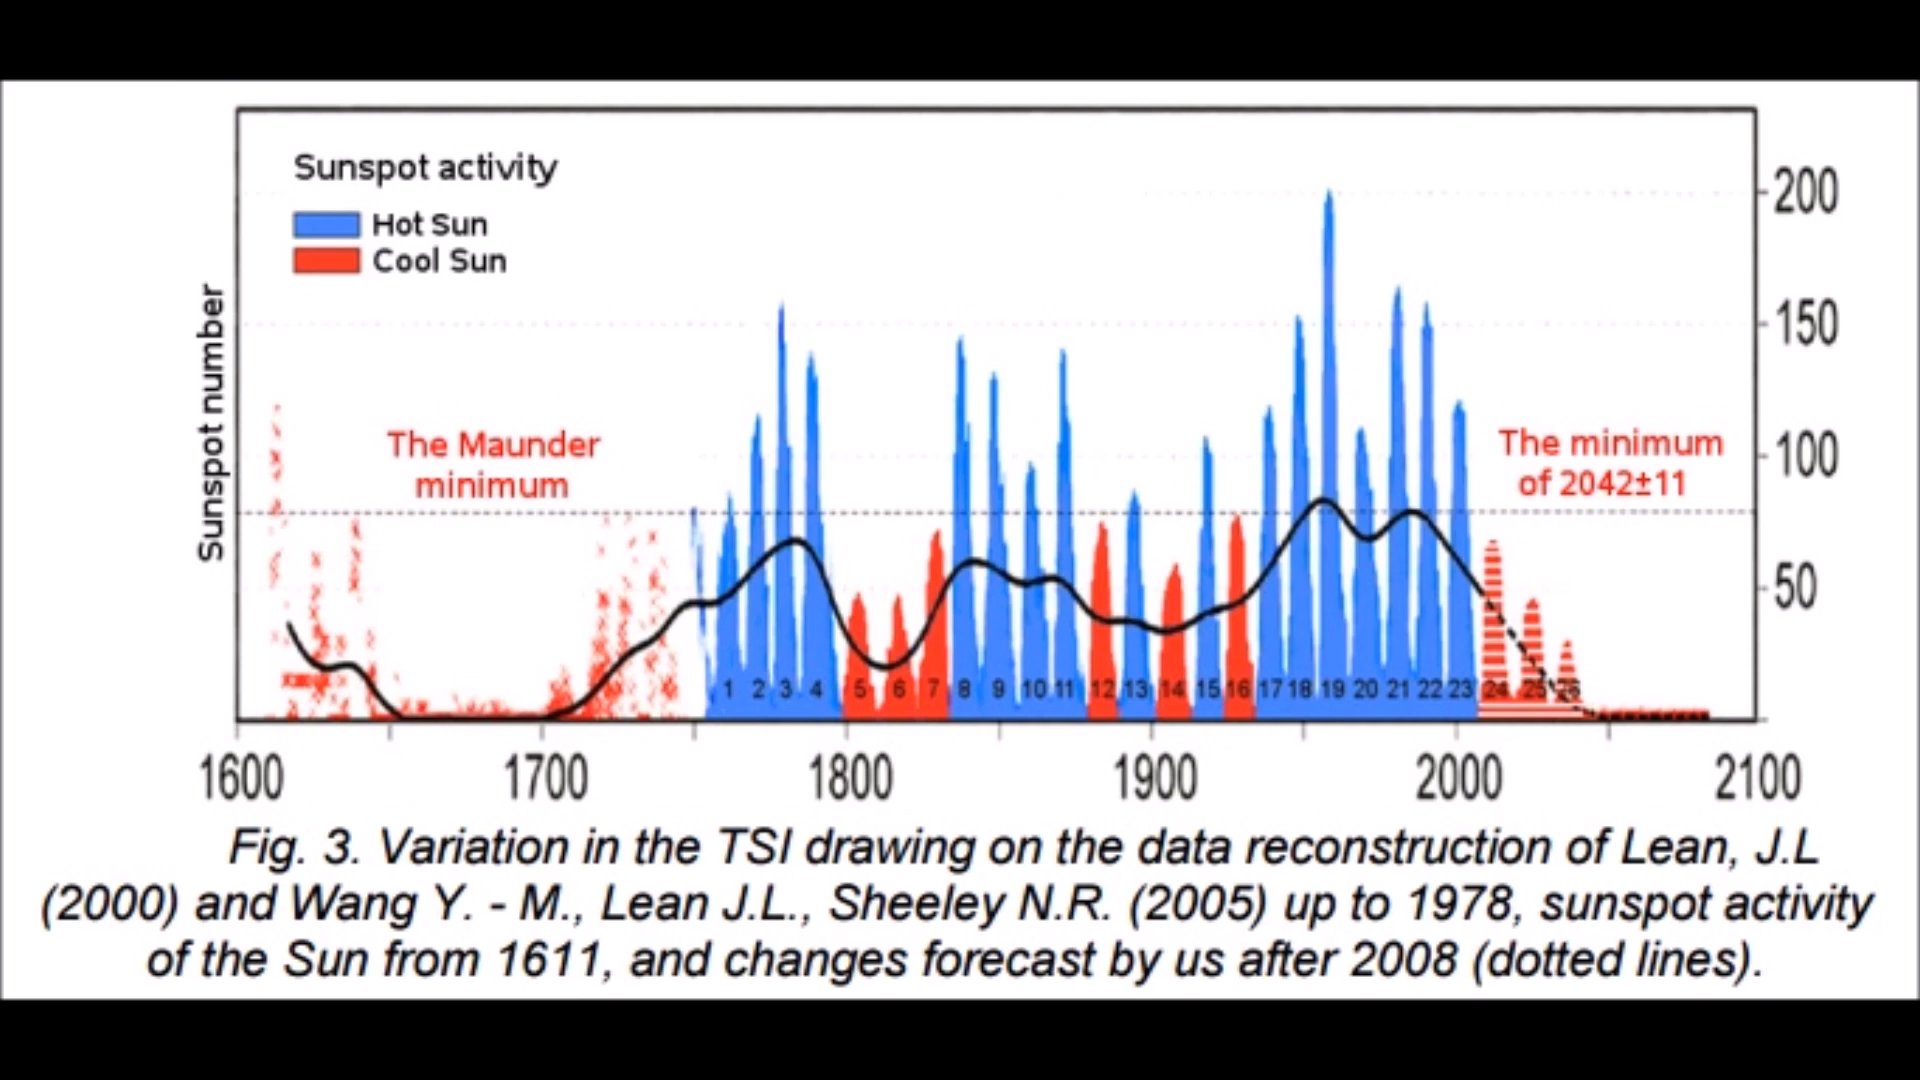 Sunspot activity
Hot Sun
Cool Sun
Sunspot number
The Maunder
minimum
The minimum
of 2042±11
200
150
100
50
1 2 3 4 5 6 7 8 9 10 11 12 13 14 15 16 17 18 19 20 21 22 23 24 25 26
1600 1700 1800 1900 2000 2100
Fig. 3. Variation in the TSI drawing on the data reconstruction of Lean, J.L
(2000) and Wang Y. - M., Lean J.L., Sheeley N.R. (2005) up to 1978, sunspot activity
of the Sun from 1611, and changes forecast by us after 2008 (dotted lines).